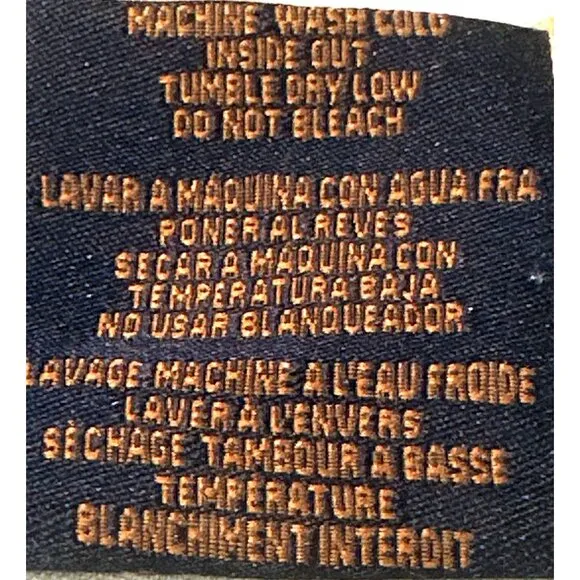 MACHINE WASH COLD
INSIDE OUT
TUMBLE DRY LOW
DO NOT BLEACH
LAVAR A MAQUINA CON AGUA FRA
PONER AL REVES
SECAR A MAQUINA CON
TEMPERATURA BAJA
NO USAR BLANQUEADOR
LAVAGE MACHINE A L'EAU FROIDE
LAVER A L'ENVERS
SECHAGE TAMBOUR A BASSE
TEMPERATURE
BLANCHIMENT INTERDIT